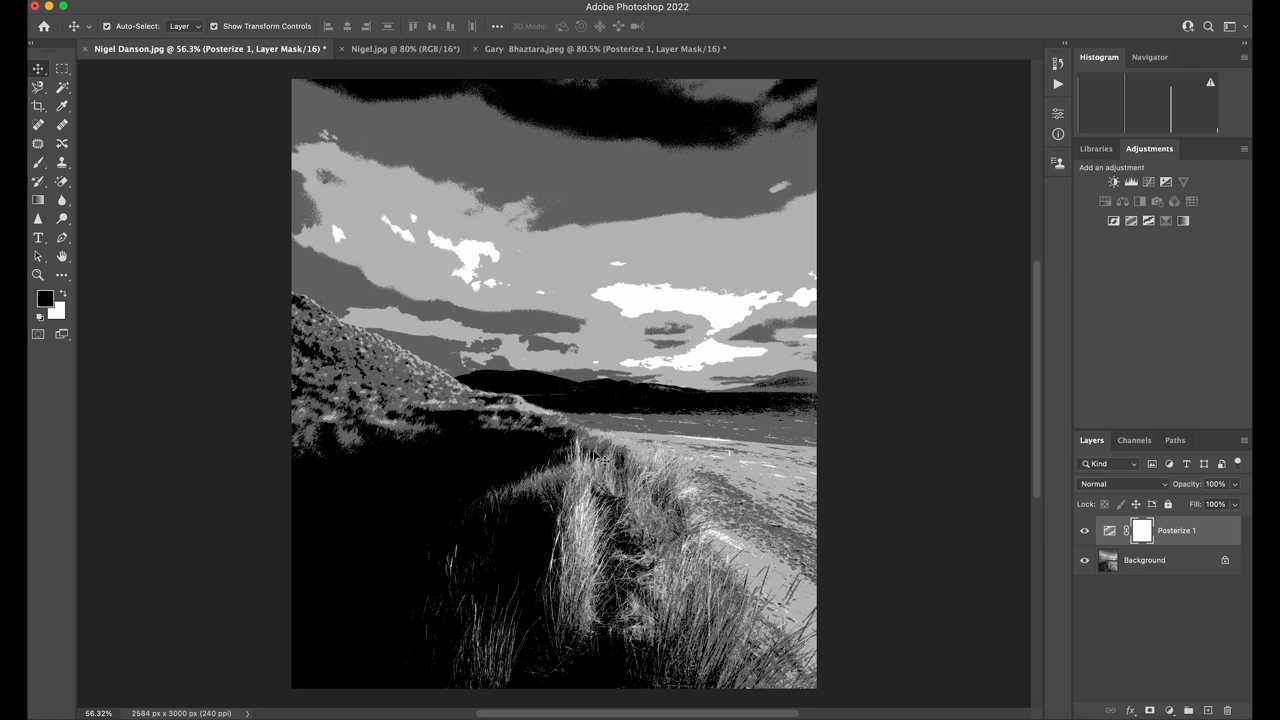 Adobe Photoshop 2022
Auto-Select: Layer Show Transform Controls 3D Mode:
Nigel Danson.jpg @ 56.3% (Posterize 1, Layer Mask/16) * Nigel.jpg @ 80% (RGB/16*) Gary Bhaztara.jpeg @ 80.5% (Posterize 1, Layer Mask/16) *
Histogram Navigator
Libraries Adjustments
Add an adjustment
Layers Channels Paths
Kind
Normal Opacity: 100%
Lock: Fill: 100%
Posterize 1
Background
56.32% 2584 px x 3000 px (240 ppi)